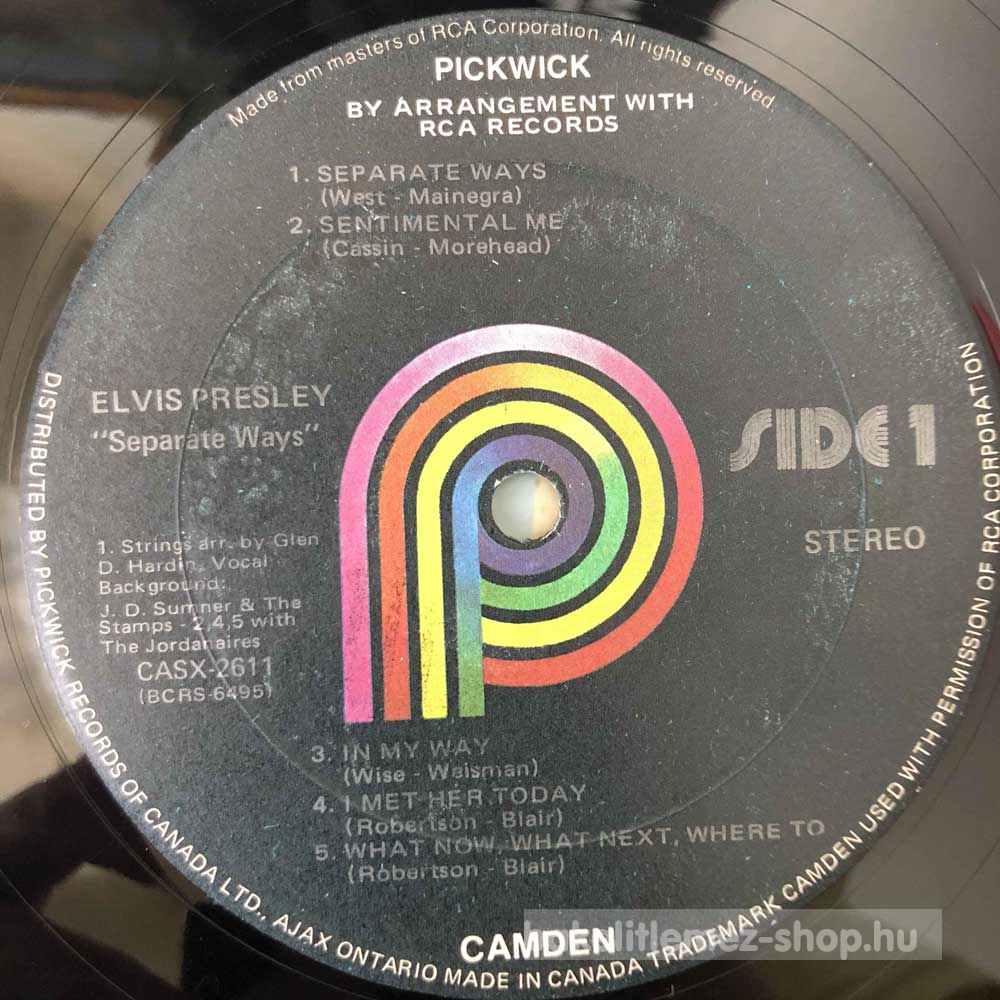 Made from masters of RCA Corporation. All rights reserved.
PICKWICK
BY ARRANGEMENT WITH
RCA RECORDS
1. SEPARATE WAYS
(West - Mainegra)
2. SENTIMENTAL ME
(Cassin - Morehead)
ELVIS PRESLEY
"Separate Ways"
SIDE 1
STEREO
1. Strings arr. by Glen
D. Hardin, Vocal
Background:
J. D. Sumner & The
Stamps - 2,4,5 with
The Jordanaires
CASX-2611
(BCRS-6495)
3. IN MY WAY
(Wise - Weisman)
4. I MET HER TODAY
(Robertson - Blair)
5. WHAT NOW, WHAT NEXT, WHERE TO
(Robertson - Blair)
CAMDEN
DISTRIBUTED BY PICKWICK RECORDS OF CANADA LTD., AJAX ONTARIO MADE IN CANADA TRADEMARK CAMDEN USED WITH PERMISSION OF RCA CORPORATION
bakelitlemez-shop.hu